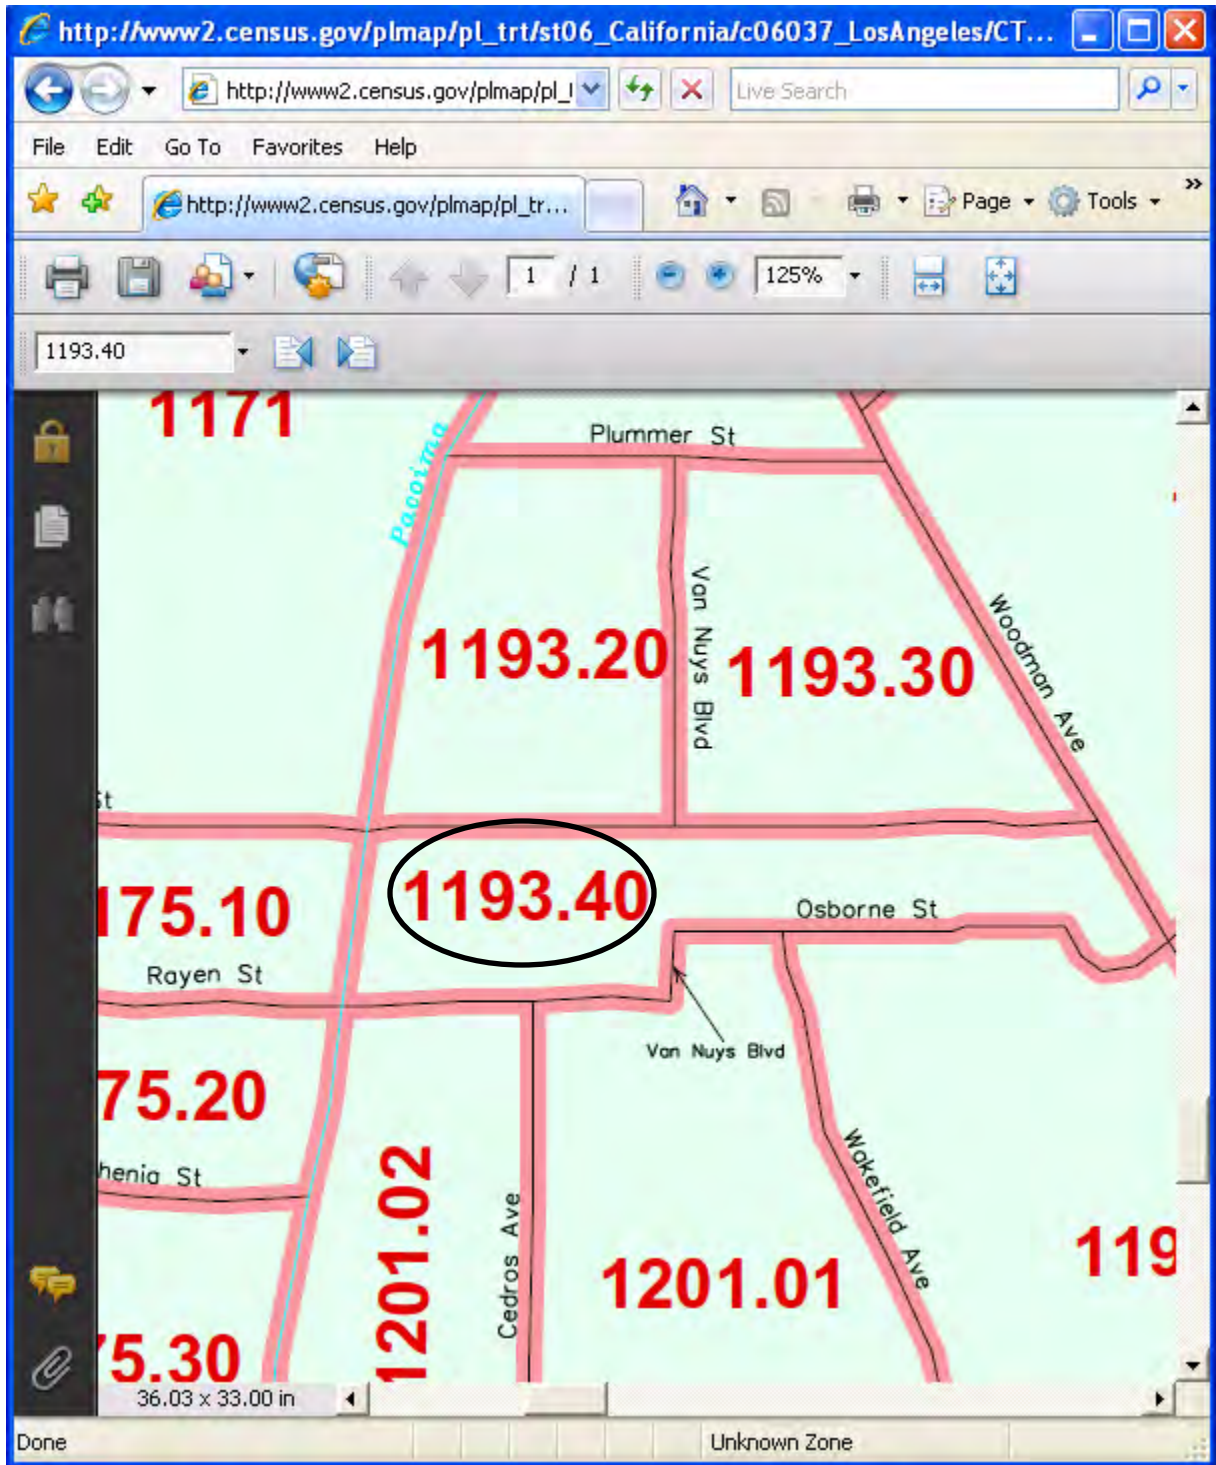 http://www2.census.gov/plmap/pl_trt/st06_California/c06037_LosAngeles/CT...
http://www2.census.gov/plmap/pl_ Live Search
File Edit Go To Favorites Help
http://www2.census.gov/plmap/pl_tr... Page Tools »
1 / 1 125%
1193.40
1171
Plummer St
Pacoima
Van Nuys Blvd
Woodman Ave
1193.20
1193.30
St
1193.40
175.10
Osborne St
Rayen St
Van Nuys Blvd
75.20
Wakefield Ave
henia St
1201.02
Cedros Ave
1201.01
119
75.30
36.03 x 33.00 in
Done Unknown Zone